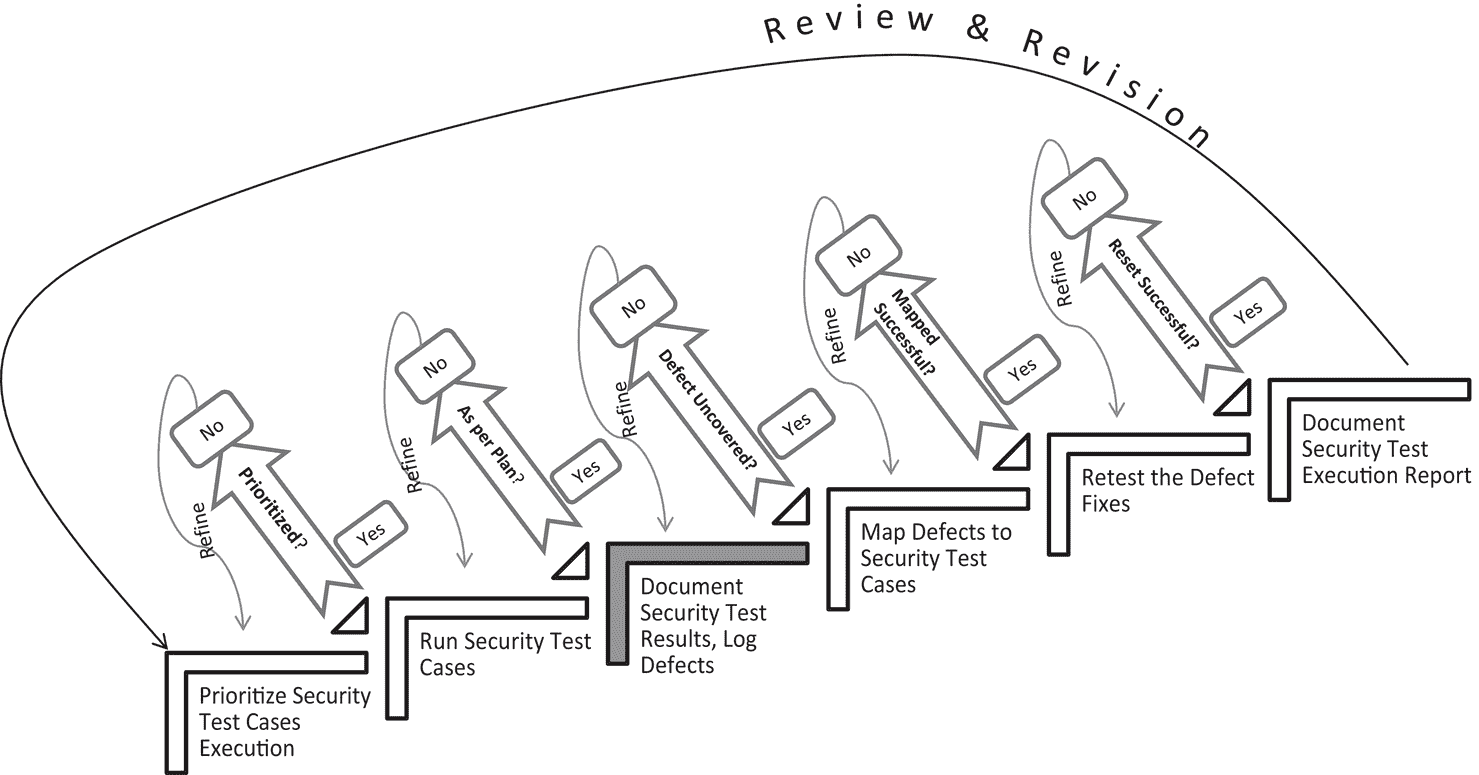 Review & Revision
No
Reset Successful?
Yes
Refine
No
Mapped
Successful?
Yes
Refine
No
Defect Uncovered?
Yes
Refine
No
As per Plan?
Yes
Refine
No
Prioritized?
Yes
Refine
Document
Security Test
Execution Report
Retest the Defect
Fixes
Map Defects to
Security Test
Cases
Document
Security Test
Results, Log
Defects
Run Security Test
Cases
Prioritize Security
Test Cases
Execution